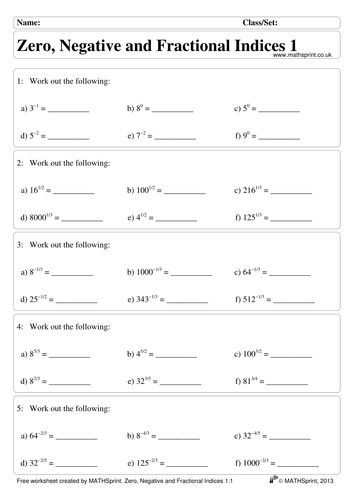 Name: Class/Set:
Zero, Negative and Fractional Indices 1
www.mathsprint.co.uk
1: Work out the following:
a) 3⁻¹ = __________ b) 8⁰ = __________ c) 5⁰ = __________
d) 5⁻² = __________ e) 7⁻² = __________ f) 9⁰ = __________
2: Work out the following:
a) 16^(1/2) = __________ b) 100^(1/2) = __________ c) 216^(1/3) = __________
d) 8000^(1/3) = __________ e) 4^(1/2) = __________ f) 125^(1/3) = __________
3: Work out the following:
a) 8^(-1/3) = __________ b) 1000^(-1/3) = __________ c) 64^(-1/3) = __________
d) 25^(-1/2) = __________ e) 343^(-1/3) = __________ f) 512^(-1/3) = __________
4: Work out the following:
a) 8^(5/3) = __________ b) 4^(5/2) = __________ c) 100^(3/2) = __________
d) 8^(2/3) = __________ e) 32^(3/5) = __________ f) 81^(3/4) = __________
5: Work out the following:
a) 64^(-2/3) = __________ b) 8^(-4/3) = __________ c) 32^(-4/5) = __________
d) 32^(-2/5) = __________ e) 125^(-2/3) = __________ f) 1000^(-2/3) = __________
Free worksheet created by MATHSprint. Zero, Negative and Fractional Indices 1:1 © MATHSprint, 2013